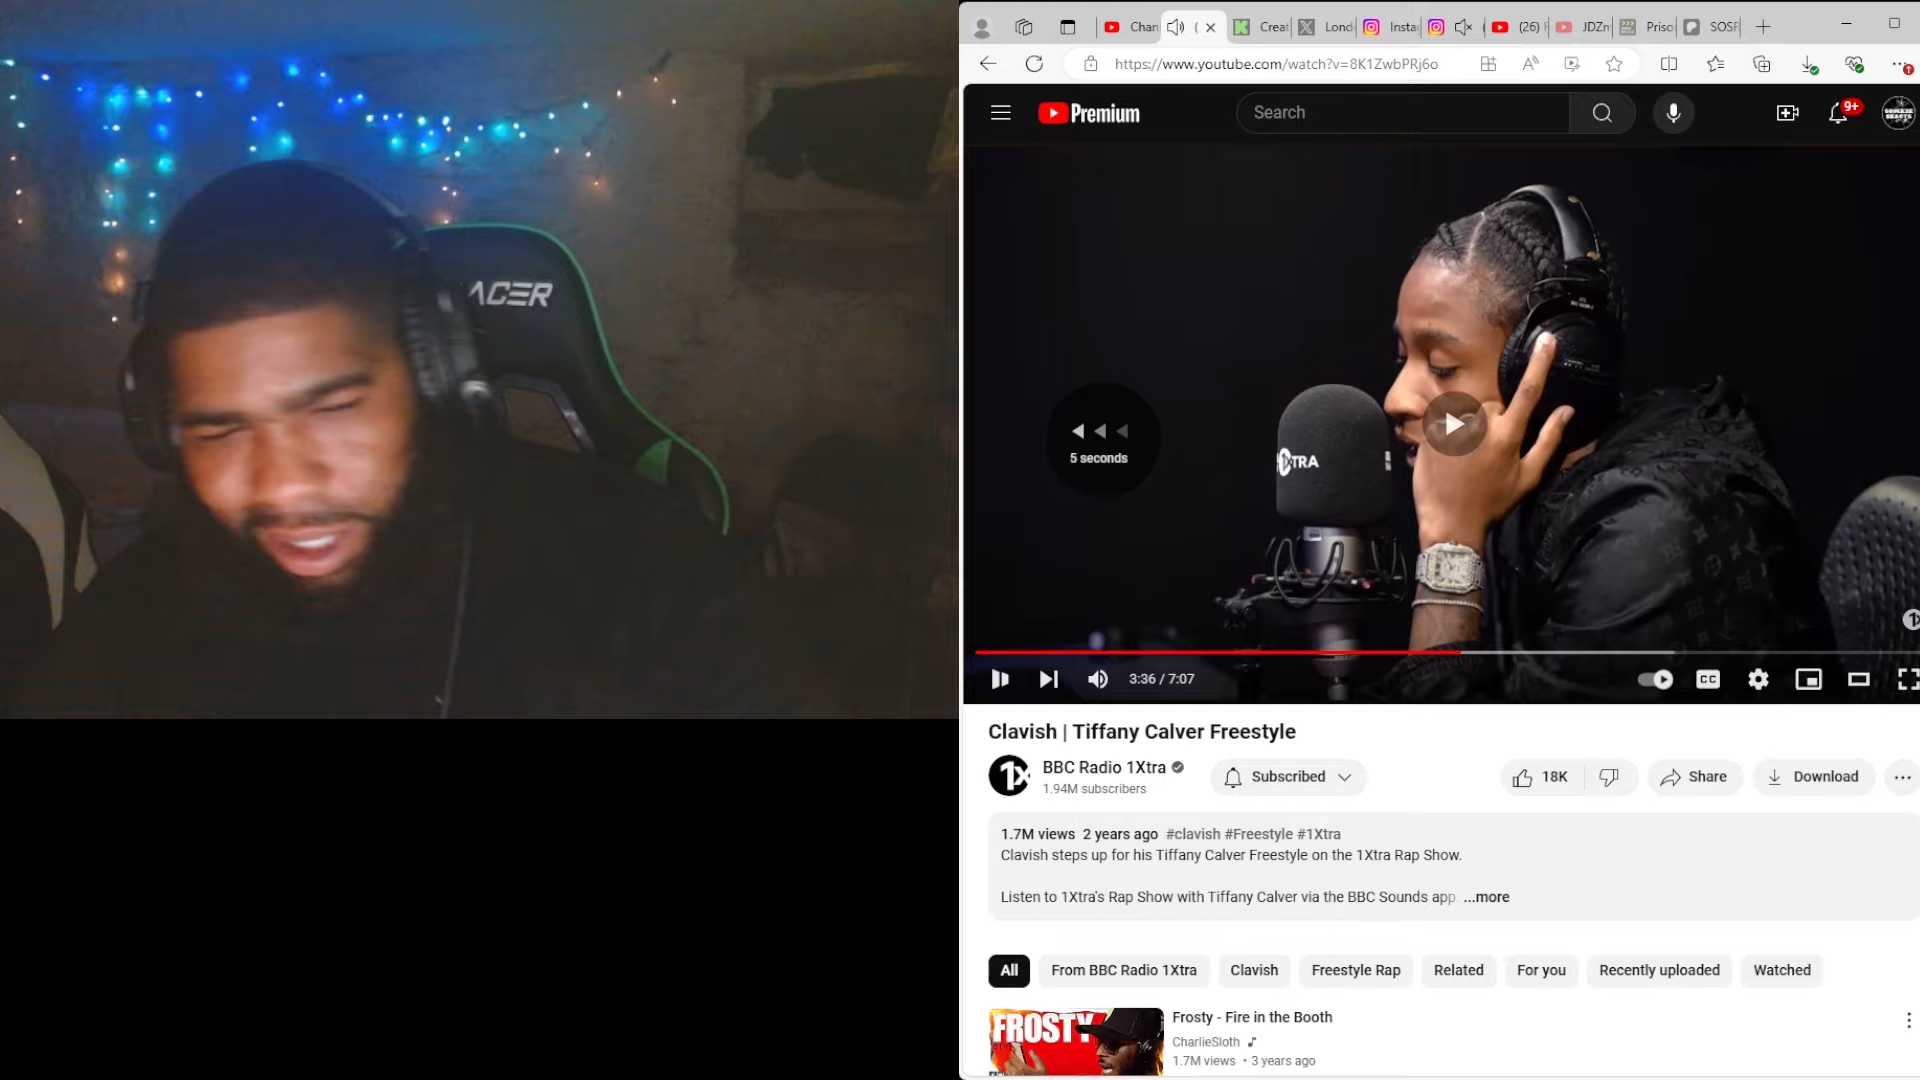 Chan
(
Creat
Lond
Insta
(
(26) F
JDZm
Priso
SOSF
https://www.youtube.com/watch?v=8K1ZwbPRj6o
Premium
Search
9+
ACER
5 seconds
1XTRA
3:36 / 7:07
CC
Clavish | Tiffany Calver Freestyle
1X
BBC Radio 1Xtra
1.94M subscribers
Subscribed
18K
Share
Download
1.7M views 2 years ago #clavish #Freestyle #1Xtra
Clavish steps up for his Tiffany Calver Freestyle on the 1Xtra Rap Show.
Listen to 1Xtra's Rap Show with Tiffany Calver via the BBC Sounds app. ...more
All
From BBC Radio 1Xtra
Clavish
Freestyle Rap
Related
For you
Recently uploaded
Watched
FROSTY
Frosty - Fire in the Booth
CharlieSloth
1.7M views • 3 years ago